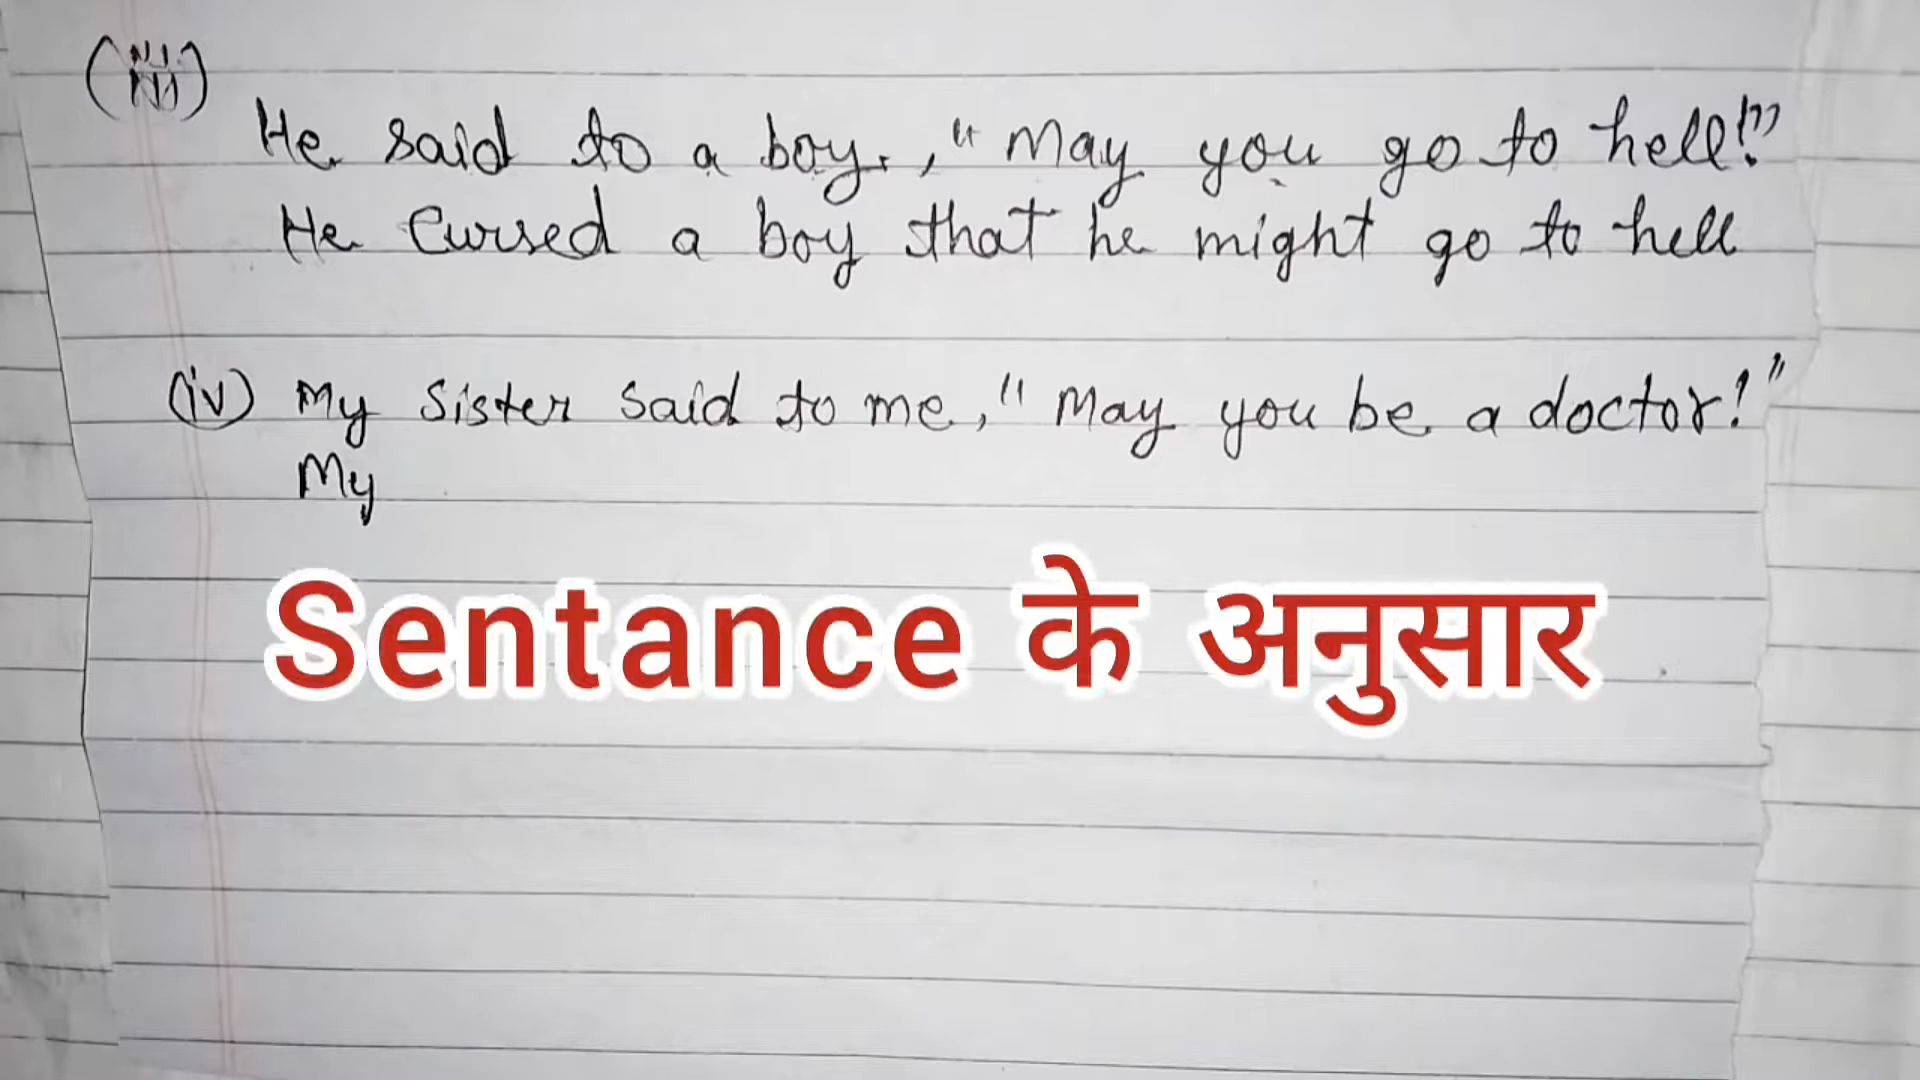 (iii)
He said to a boy, "May you go to hell!"
He cursed a boy that he might go to hell
(iv) My sister said to me, "May you be a doctor!"
My
Sentance के अनुसार